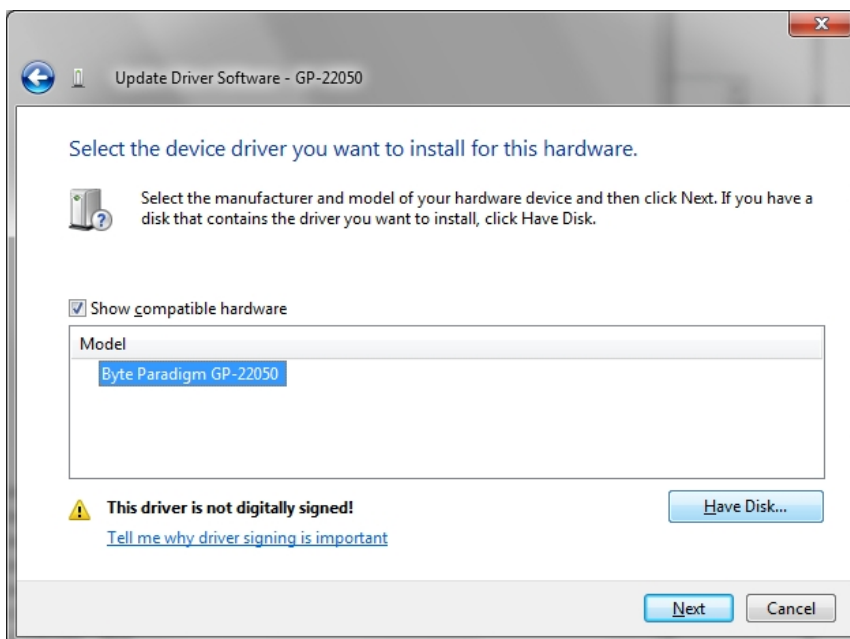 Update Driver Software - GP-22050
Select the device driver you want to install for this hardware.
Select the manufacturer and model of your hardware device and then click Next. If you have a
disk that contains the driver you want to install, click Have Disk.
Show compatible hardware
Model
Byte Paradigm GP-22050
This driver is not digitally signed!
Have Disk...
Tell me why driver signing is important
Next
Cancel